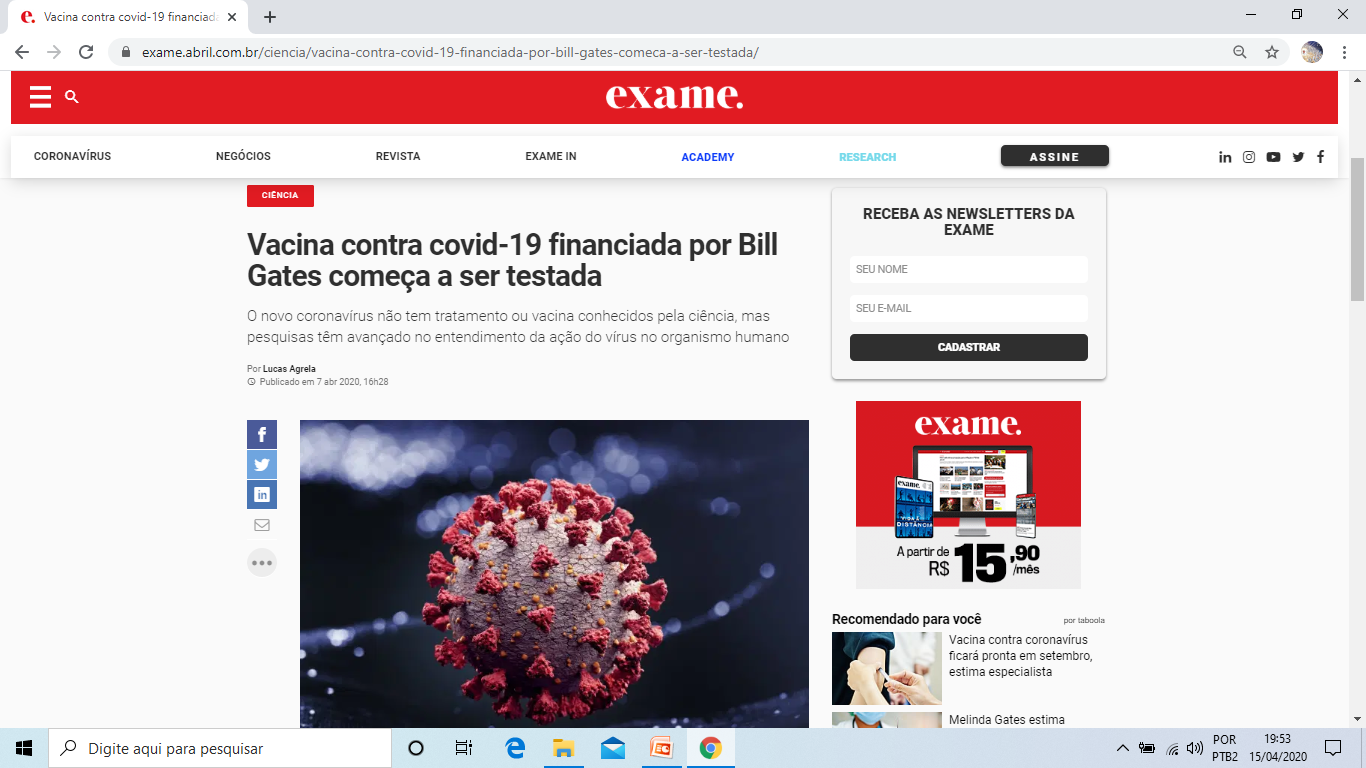 Vacina contra covid-19 financiada
exame.abril.com.br/ciencia/vacina-contra-covid-19-financiada-por-bill-gates-comeca-a-ser-testada/
exame.
CORONAVÍRUS
NEGÓCIOS
REVISTA
EXAME IN
ACADEMY
RESEARCH
ASSINE
CIÊNCIA
Vacina contra covid-19 financiada por Bill
Gates começa a ser testada
O novo coronavírus não tem tratamento ou vacina conhecidos pela ciência, mas
pesquisas têm avançado no entendimento da ação do vírus no organismo humano
Por Lucas Agrela
Publicado em 7 abr 2020, 16h28
RECEBA AS NEWSLETTERS DA
EXAME
SEU NOME
SEU E-MAIL
CADASTRAR
exame.
exame.
VIDA À
DISTÂNCIA
A partir de
R$ 15,90
/mês
Recomendado para você
por taboola
Vacina contra coronavírus
ficará pronta em setembro,
estima especialista
Melinda Gates estima
Digite aqui para pesquisar
POR
PTB2
19:53
15/04/2020